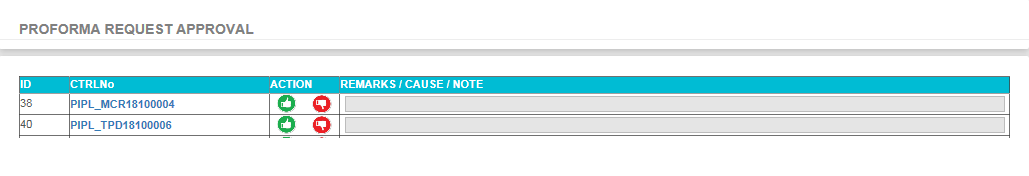 PROFORMA REQUEST APPROVAL
ID CTRLNo ACTION REMARKS / CAUSE / NOTE
38 PIPL_MCR18100004
40 PIPL_TPD18100006